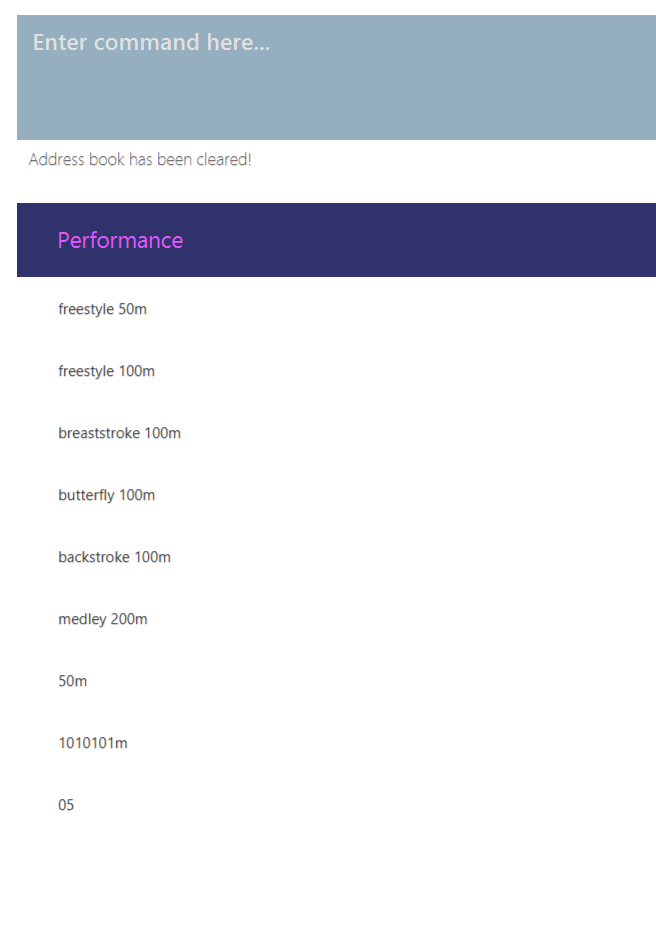 Enter command here...
Address book has been cleared!
Performance
freestyle 50m
freestyle 100m
breaststroke 100m
butterfly 100m
backstroke 100m
medley 200m
50m
1010101m
05